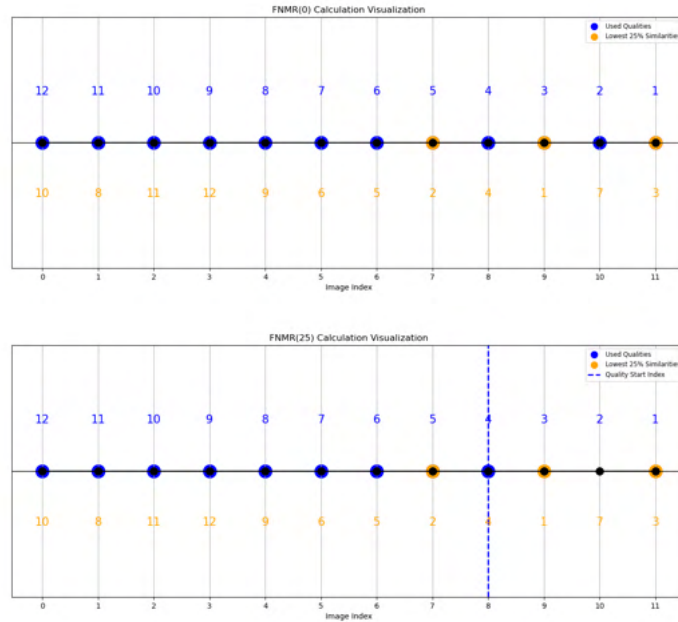 FNMR(0) Calculation Visualization
Used Qualities
Lowest 25% Similarities
12 11 10 9 8 7 6 5 4 3 2 1
10 8 11 12 9 6 5 2 4 1 7 3
0 1 2 3 4 5 6 7 8 9 10 11
Image Index
FNMR(25) Calculation Visualization
Used Qualities
Lowest 25% Similarities
Quality Start Index
12 11 10 9 8 7 6 5 4 3 2 1
10 8 11 12 9 6 5 2 4 1 7 3
0 1 2 3 4 5 6 7 8 9 10 11
Image Index